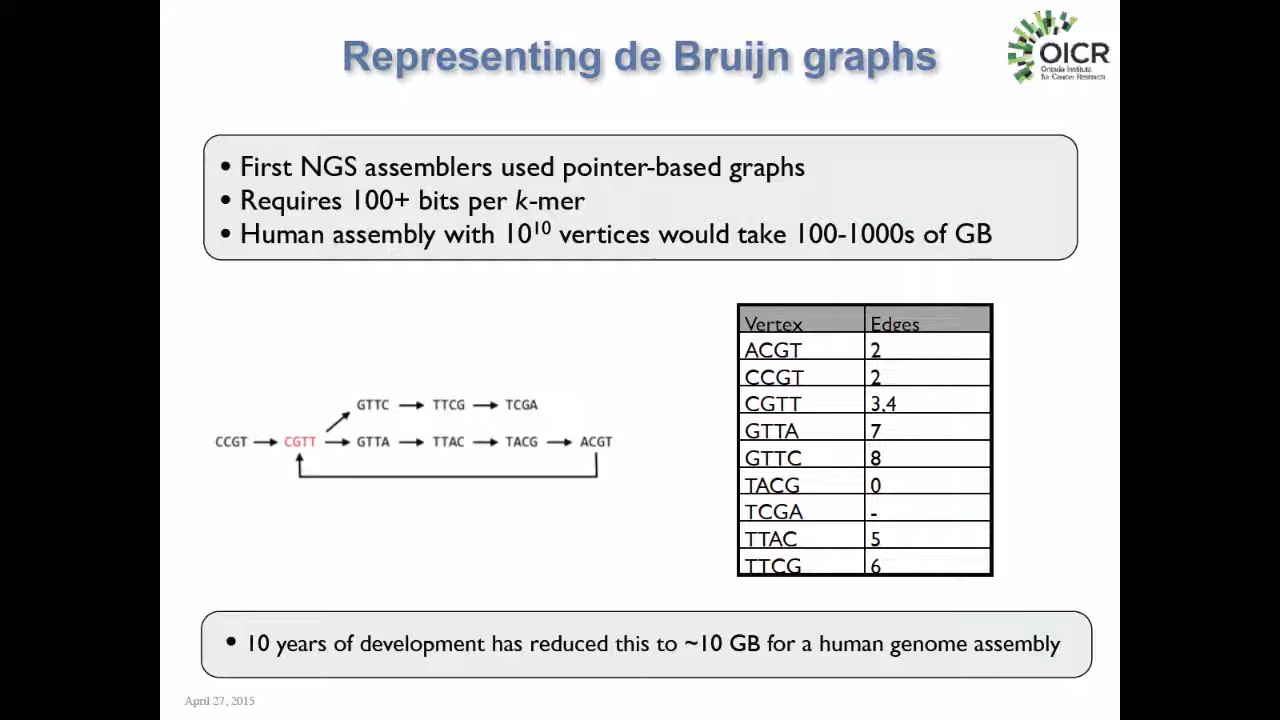 Representing de Bruijn graphs
OICR
Ontario Institute
for Cancer Research
• First NGS assemblers used pointer-based graphs
• Requires 100+ bits per k-mer
• Human assembly with 10¹⁰ vertices would take 100-1000s of GB
GTTC → TTCG → TCGA
CCGT → CGTT → GTTA → TTAC → TACG → ACGT
Vertex Edges
ACGT 2
CCGT 2
CGTT 3,4
GTTA 7
GTTC 8
TACG 0
TCGA -
TTAC 5
TTCG 6
• 10 years of development has reduced this to ~10 GB for a human genome assembly
April 27, 2015